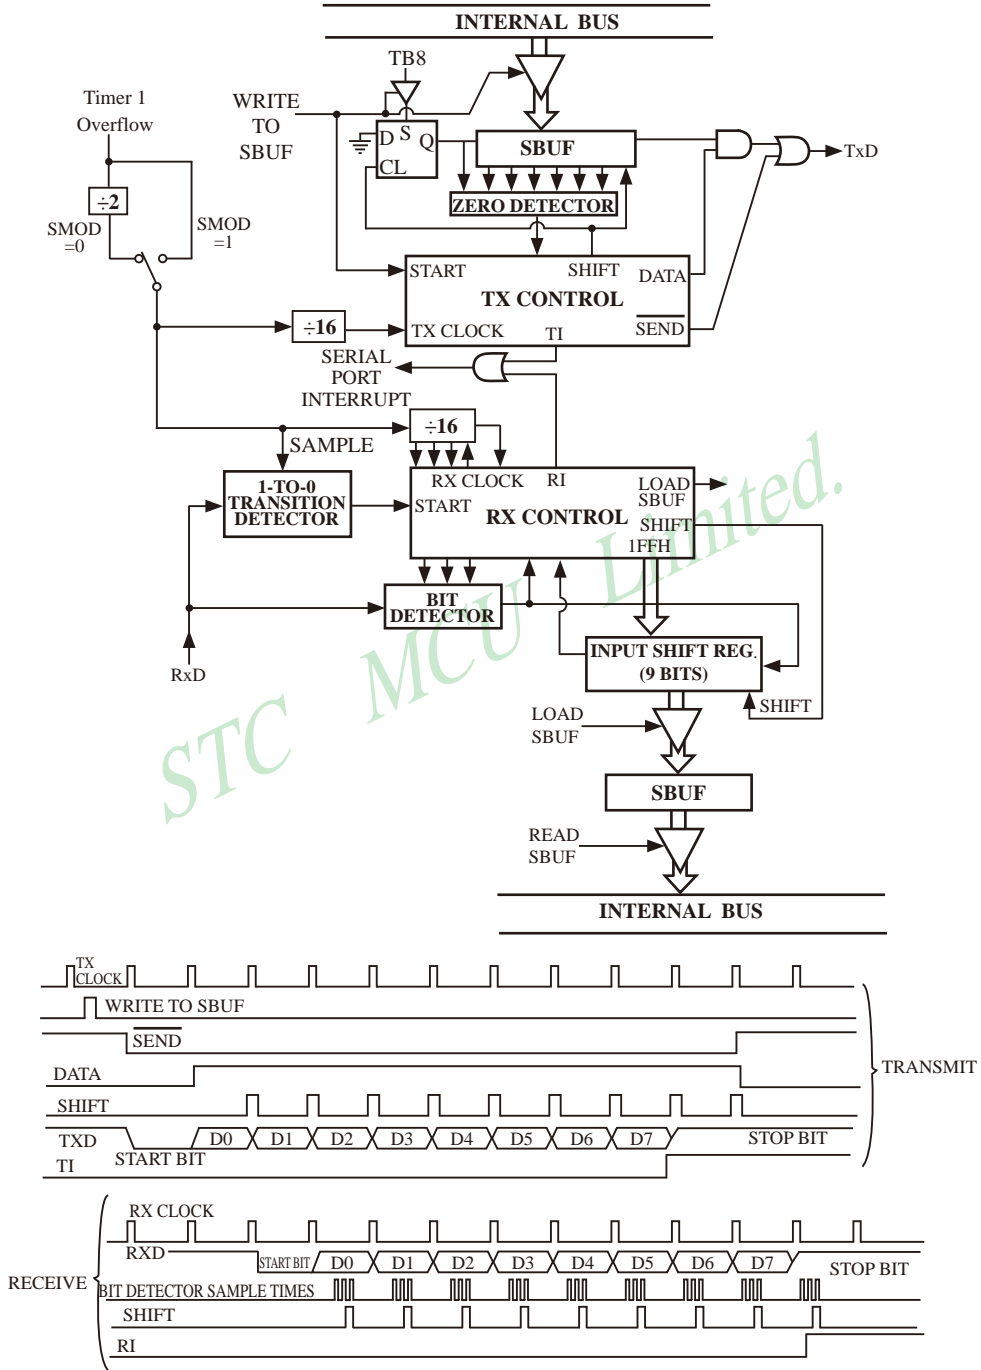 INTERNAL BUS
TB8
Timer 1
Overflow
WRITE
TO
SBUF
D S Q
CL
SBUF
TxD
÷2
SMOD
=0
SMOD
=1
ZERO DETECTOR
START
SHIFT
DATA
TX CONTROL
÷16
TX CLOCK
TI
SEND
SERIAL
PORT
INTERRUPT
÷16
SAMPLE
1-TO-0
TRANSITION
DETECTOR
RX CLOCK
RI
LOAD
SBUF
START
RX CONTROL
SHIFT
1FFH
BIT
DETECTOR
RxD
INPUT SHIFT REG.
(9 BITS)
SHIFT
LOAD
SBUF
SBUF
READ
SBUF
INTERNAL BUS
STC MCU Limited.
TX
CLOCK
WRITE TO SBUF
SEND
DATA
TRANSMIT
SHIFT
TXD
START BIT
D0 D1 D2 D3 D4 D5 D6 D7
STOP BIT
TI
RX CLOCK
RXD
START BIT
D0 D1 D2 D3 D4 D5 D6 D7
STOP BIT
RECEIVE
BIT DETECTOR SAMPLE TIMES
SHIFT
RI